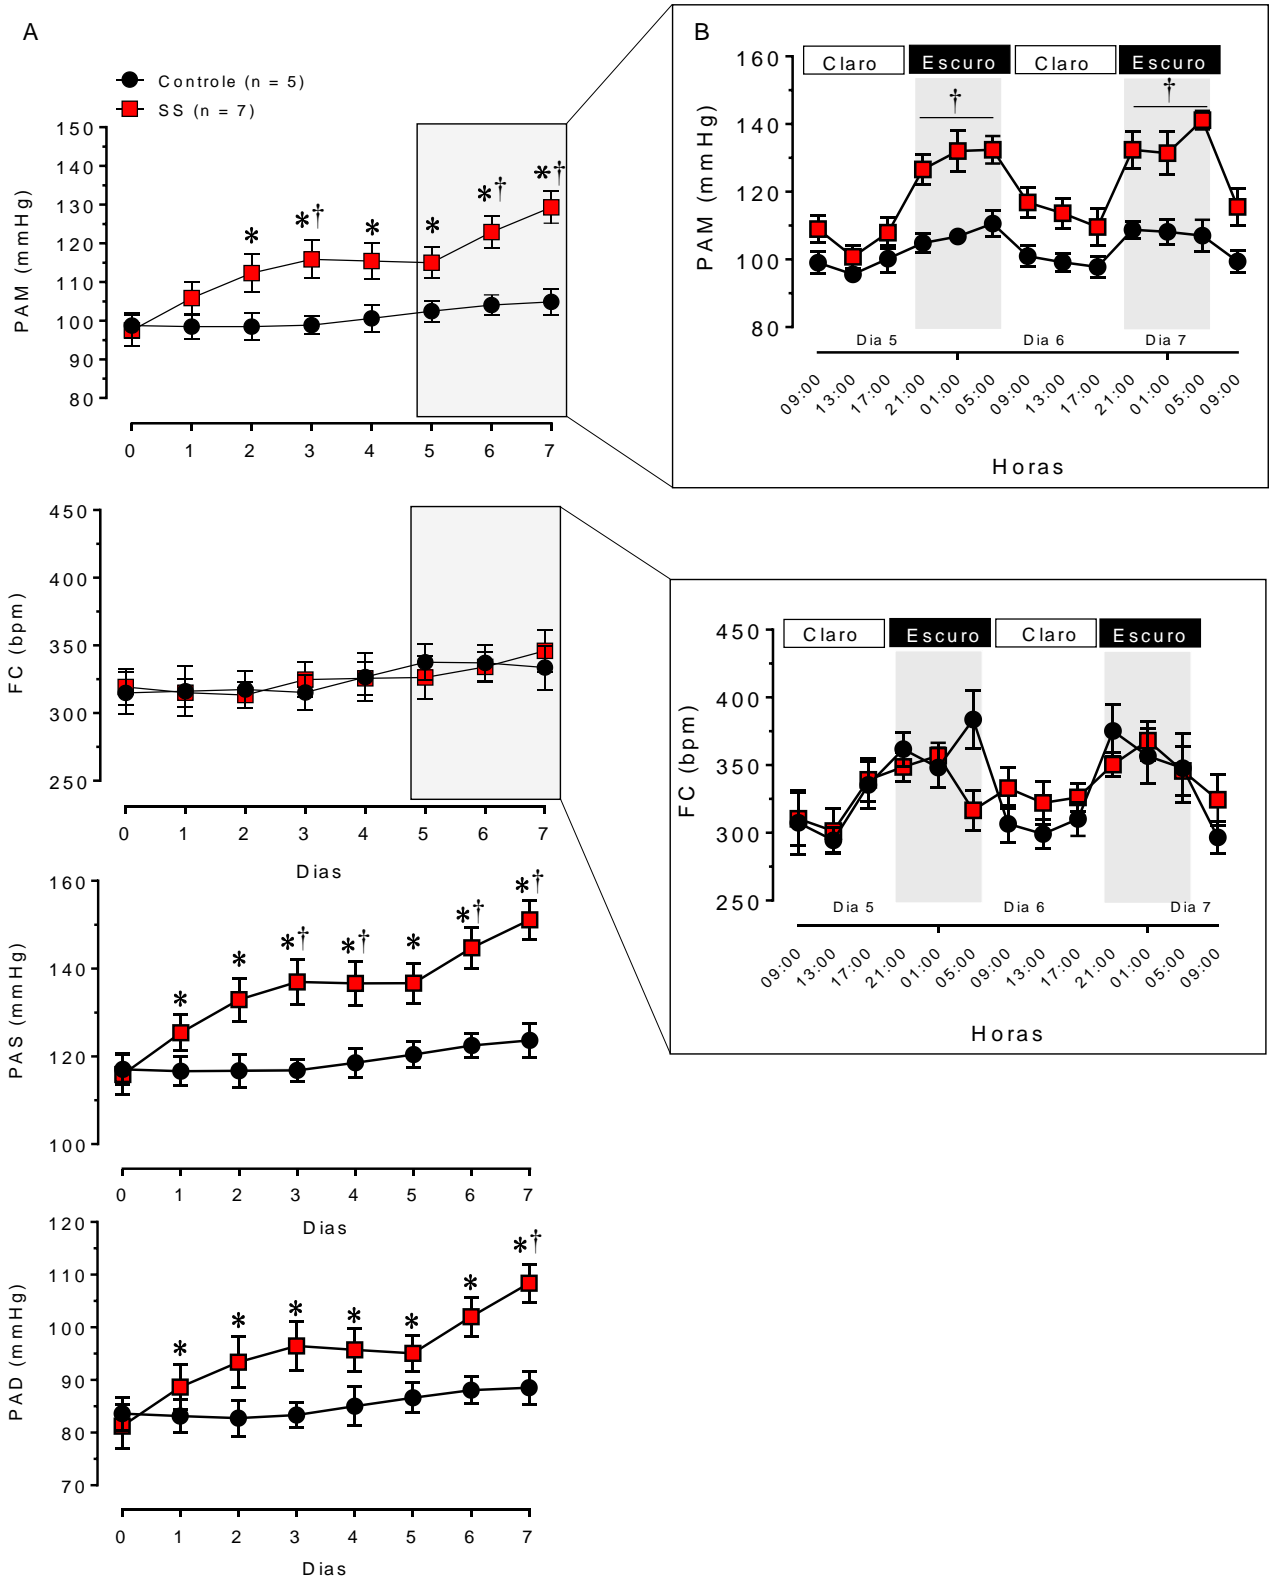 A
Controle (n = 5)
SS (n = 7)
PAM (mmHg)
150
140
130
120
110
100
90
80
* *† * * *† *†
0 1 2 3 4 5 6 7
B
PAM (mmHg)
160
140
120
100
80
Claro Escuro Claro Escuro
† †
Dia 5 Dia 6 Dia 7
09:00 13:00 17:00 21:00 01:00 05:00 09:00 13:00 17:00 21:00 01:00 05:00 09:00
Horas
FC (bpm)
450
400
350
300
250
0 1 2 3 4 5 6 7
Dias
FC (bpm)
450
400
350
300
250
Claro Escuro Claro Escuro
Dia 5 Dia 6 Dia 7
09:00 13:00 17:00 21:00 01:00 05:00 09:00 13:00 17:00 21:00 01:00 05:00 09:00
Horas
PAS (mmHg)
160
140
120
100
* * *† *† * *† *†
0 1 2 3 4 5 6 7
Dias
PAD (mmHg)
120
110
100
90
80
70
* * * * * * *†
0 1 2 3 4 5 6 7
Dias